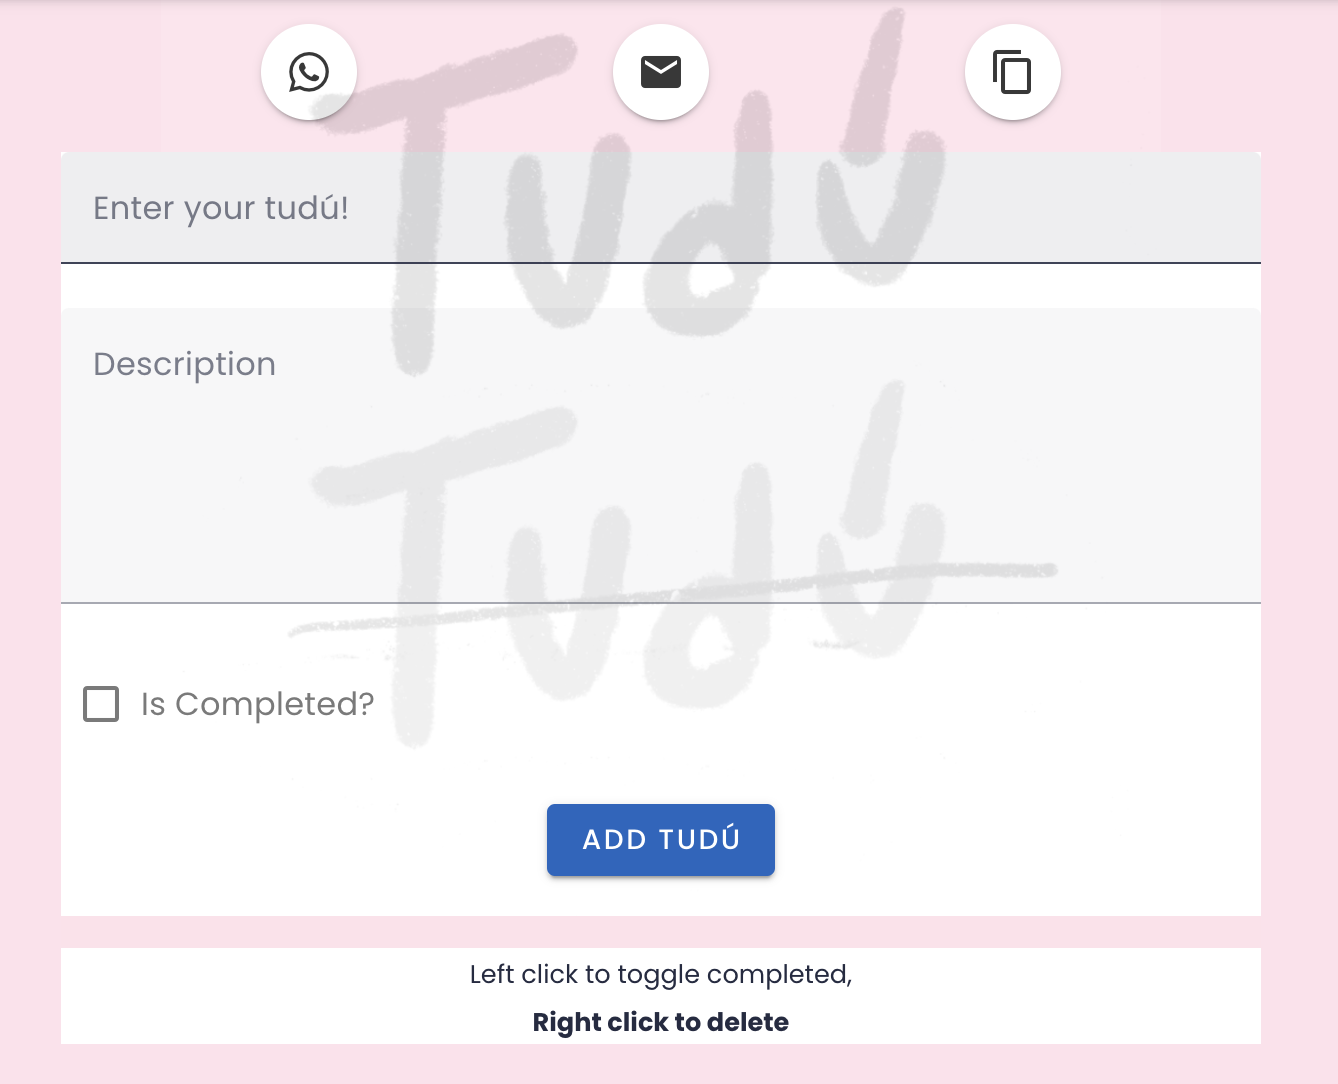 Tudú
Enter your tudú!
Description
Tudú
Is Completed?
ADD TUDÚ
Left click to toggle completed,
Right click to delete